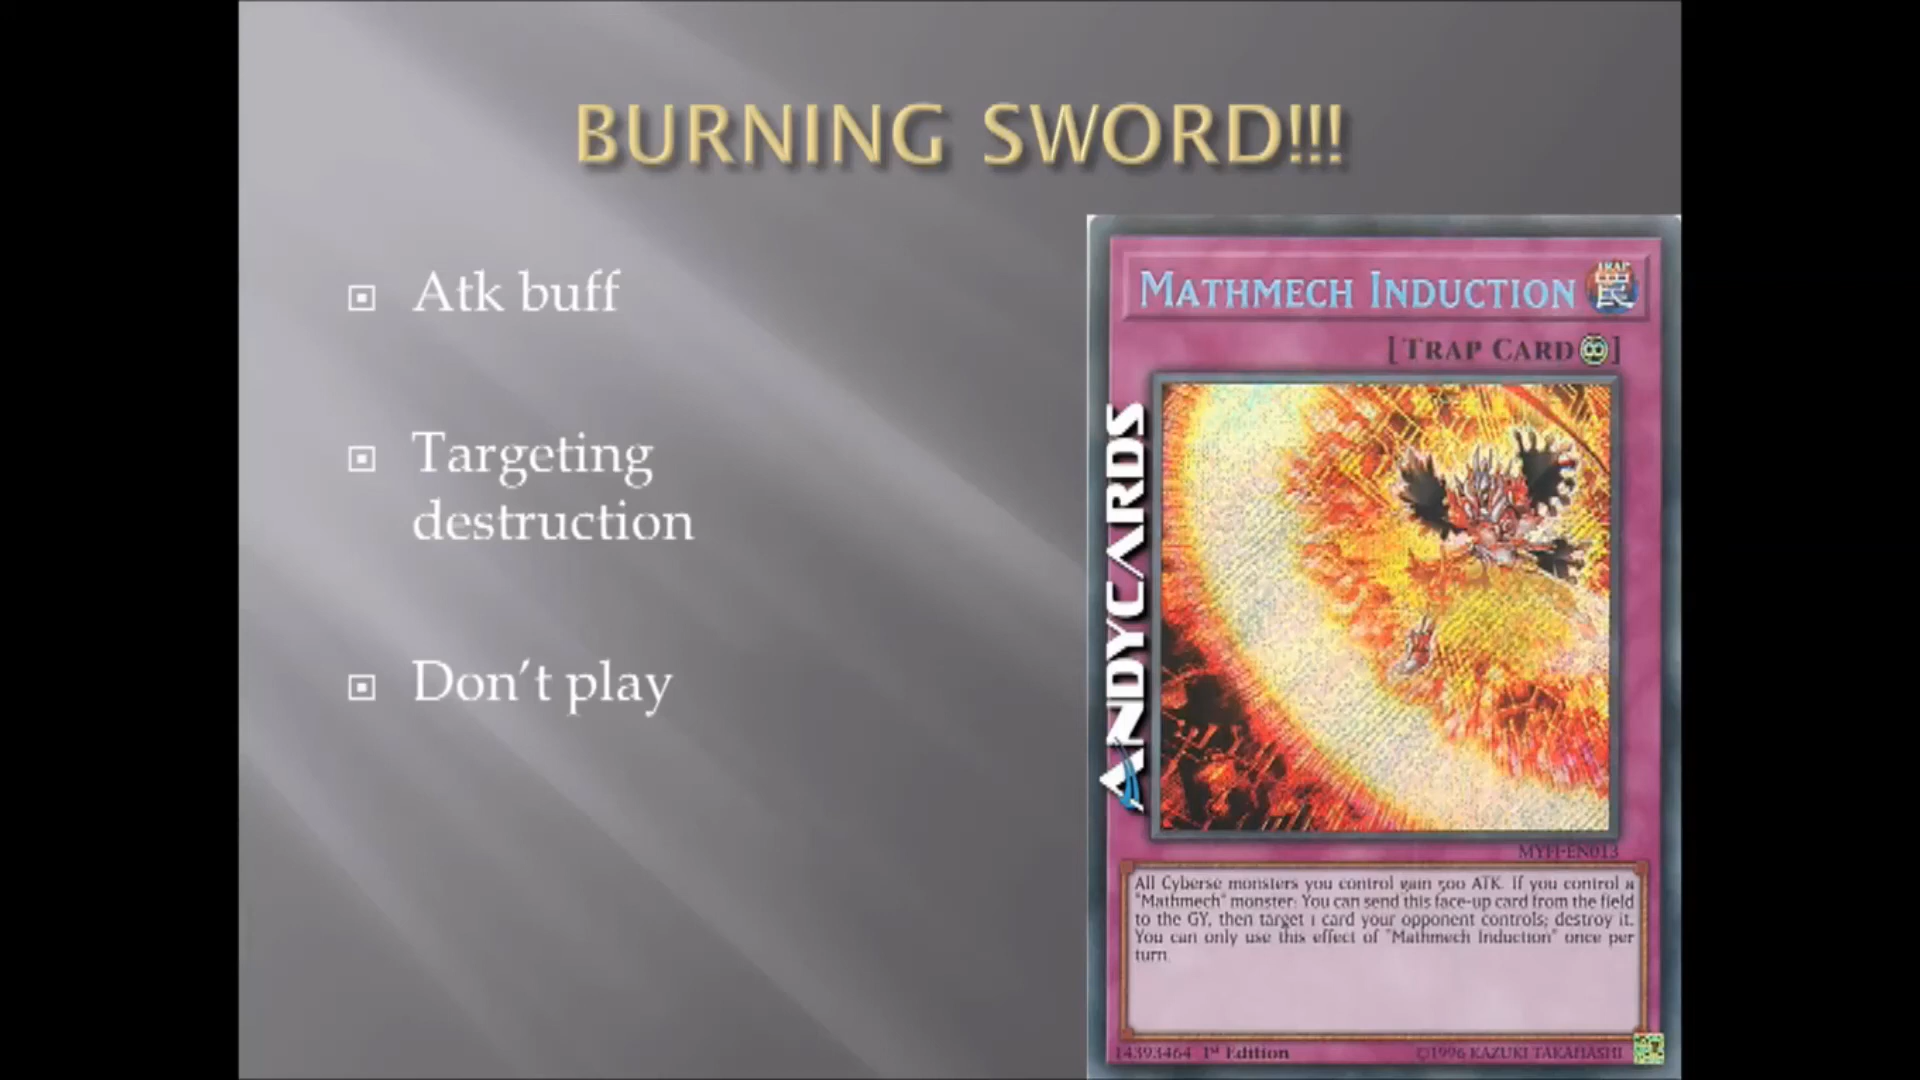 BURNING SWORD!!!
Atk buff
Targeting
destruction
Don't play
MATHMECH INDUCTION
TRAP
罠
[TRAP CARD]
ANDYCARDS
MYFI-EN013
All Cyberse monsters you control gain 500 ATK. If you control a
"Mathmech" monster: You can send this face-up card from the field
to the GY, then target 1 card your opponent controls; destroy it.
You can only use this effect of "Mathmech Induction" once per
turn.
14393464 1st Edition
©1996 KAZUKI TAKAHASHI